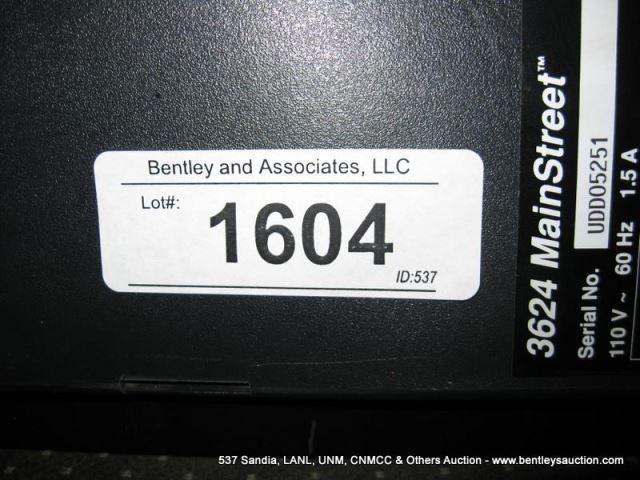 Bentley and Associates, LLC
Lot#:
1604
ID:537
3624 MainStreet™
Serial No. UDD05251
110 V ~ 60 Hz 1.5 A
537 Sandia, LANL, UNM, CNMCC & Others Auction - www.bentleysauction.com